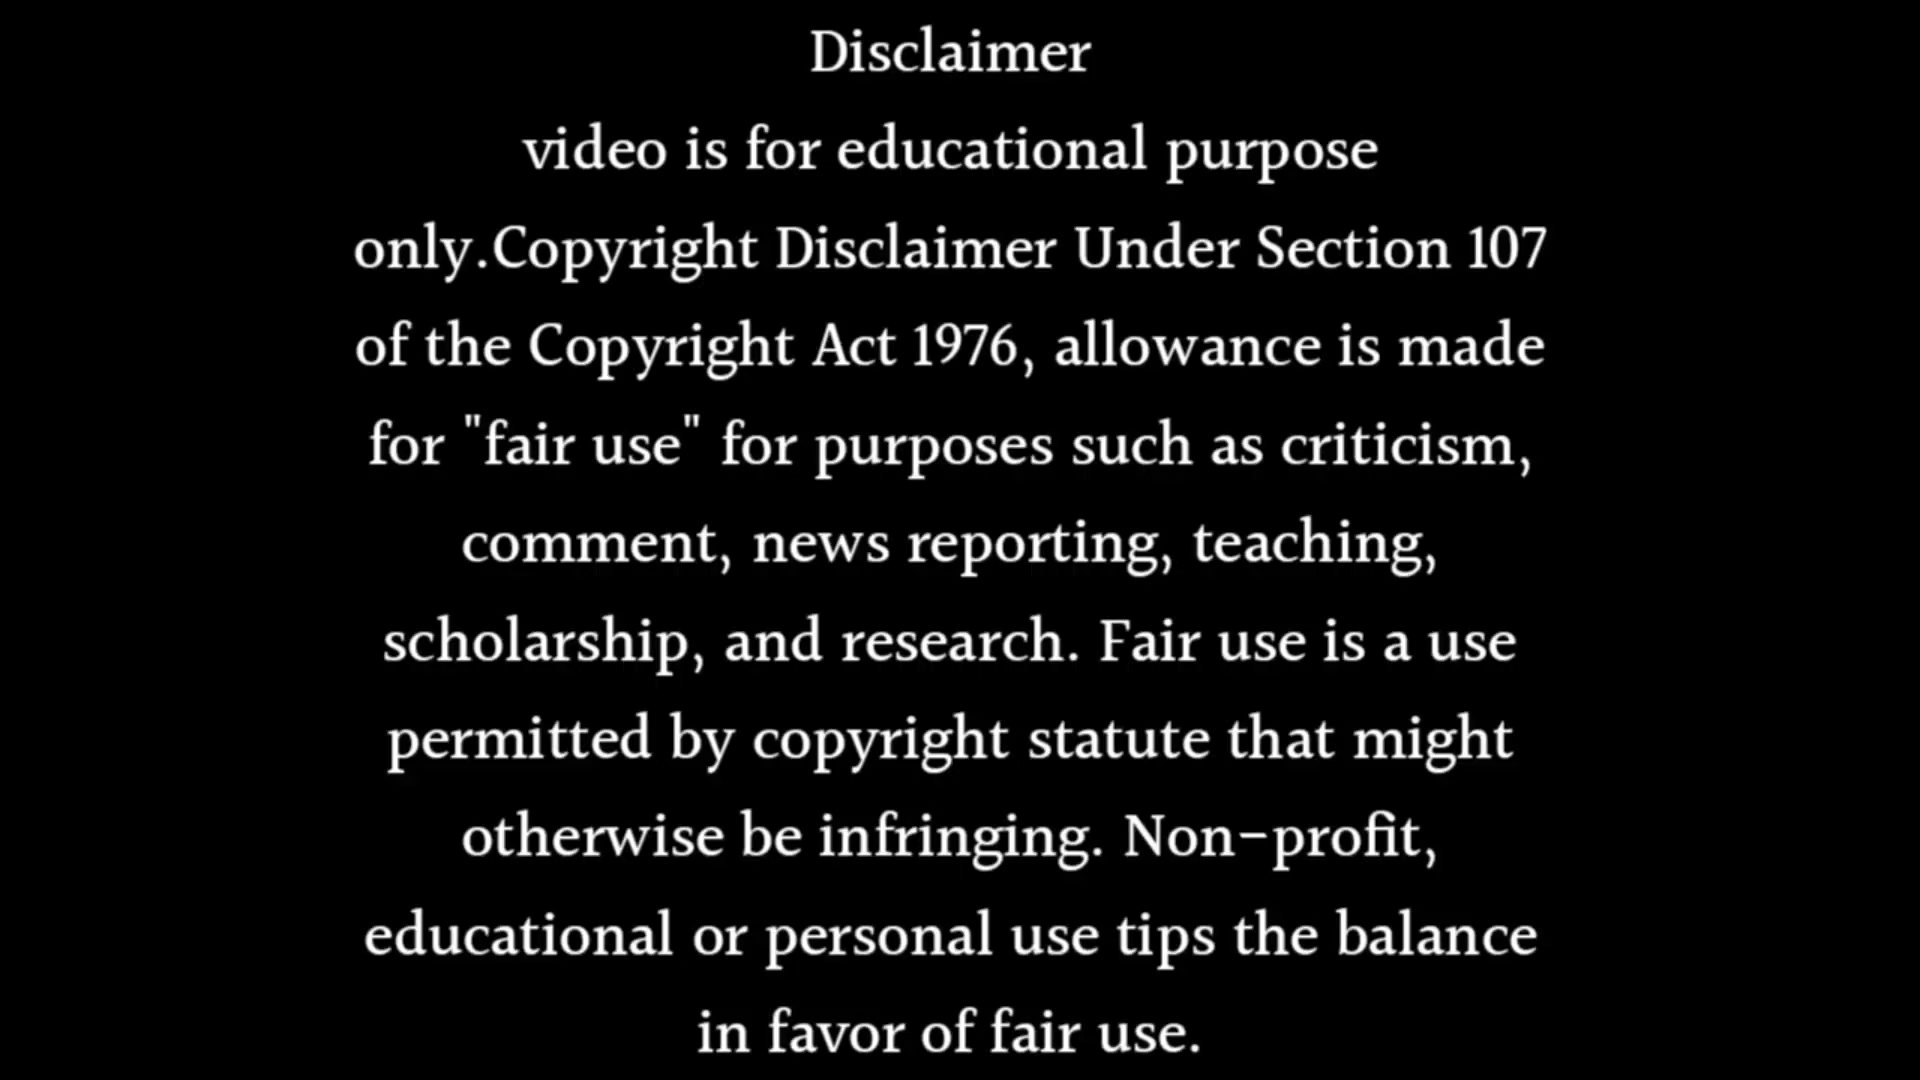 Disclaimer
video is for educational purpose
only.Copyright Disclaimer Under Section 107
of the Copyright Act 1976, allowance is made
for "fair use" for purposes such as criticism,
comment, news reporting, teaching,
scholarship, and research. Fair use is a use
permitted by copyright statute that might
otherwise be infringing. Non-profit,
educational or personal use tips the balance
in favor of fair use.